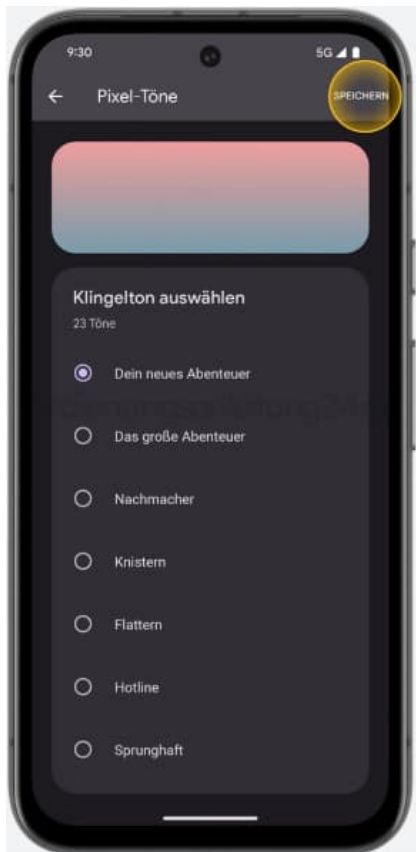 9:30
5G
Pixel-Töne
SPEICHERN
Klingelton auswählen
23 Töne
Dein neues Abenteuer
Das große Abenteuer
Nachmacher
Knistern
Flattern
Hotline
Sprunghaft